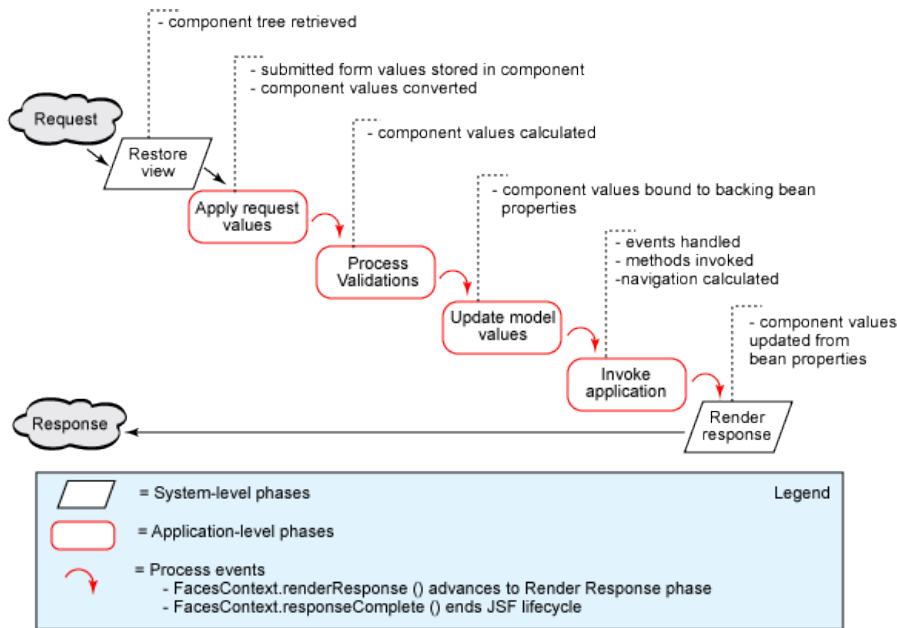 - component tree retrieved
- submitted form values stored in component
- component values converted
Request
- component values calculated
Restore
view
- component values bound to backing bean
properties
Apply request
values
- events handled
- methods invoked
-navigation calculated
Process
Validations
- component values
updated from
bean properties
Update model
values
Invoke
application
Response
Render
response
Legend
= System-level phases
= Application-level phases
= Process events
- FacesContext.renderResponse () advances to Render Response phase
- FacesContext.responseComplete () ends JSF lifecycle